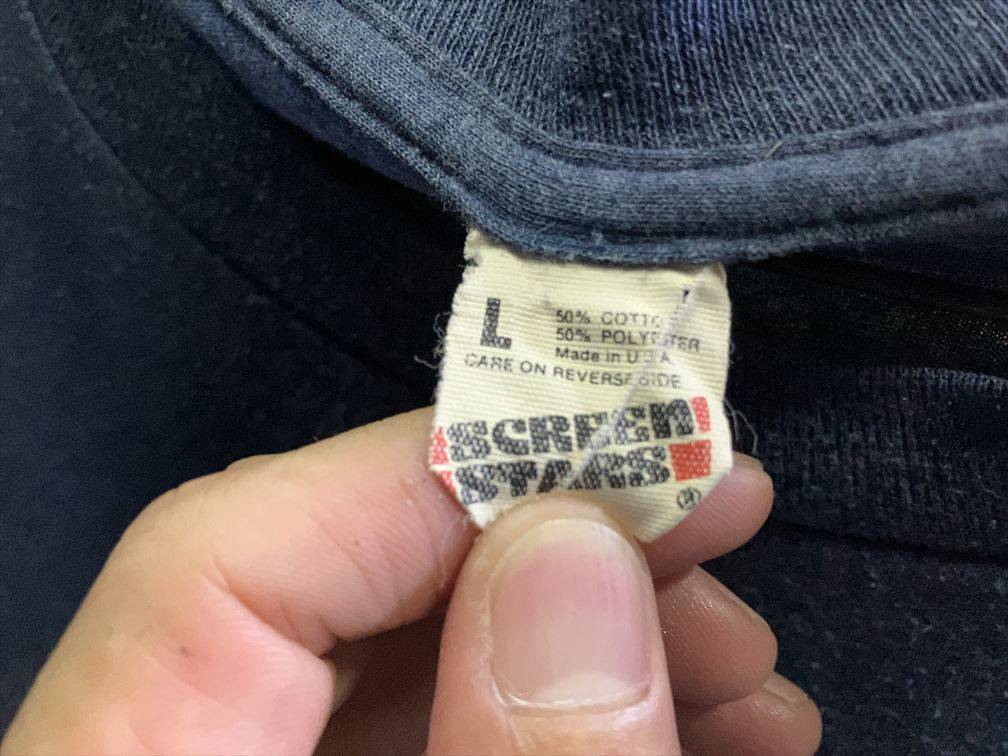 L
50% COTTON
50% POLYESTER
Made in U.S.A.
CARE ON REVERSE SIDE
SCREEN
STARS
®